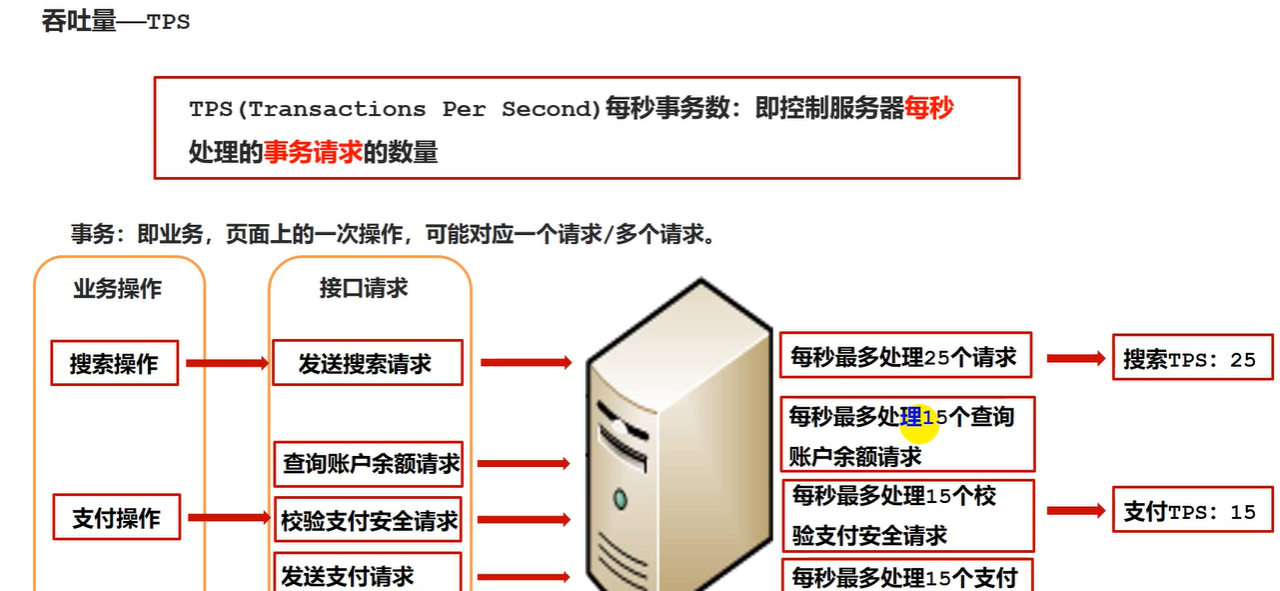 吞吐量——TPS
TPS(Transactions Per Second)每秒事务数：即控制服务器每秒
处理的事务请求的数量
事务：即业务，页面上的一次操作，可能对应一个请求/多个请求。
业务操作
接口请求
搜索操作
发送搜索请求
每秒最多处理25个请求
搜索TPS：25
查询账户余额请求
每秒最多处理15个查询
账户余额请求
支付操作
校验支付安全请求
每秒最多处理15个校
验支付安全请求
支付TPS：15
发送支付请求
每秒最多处理15个支付